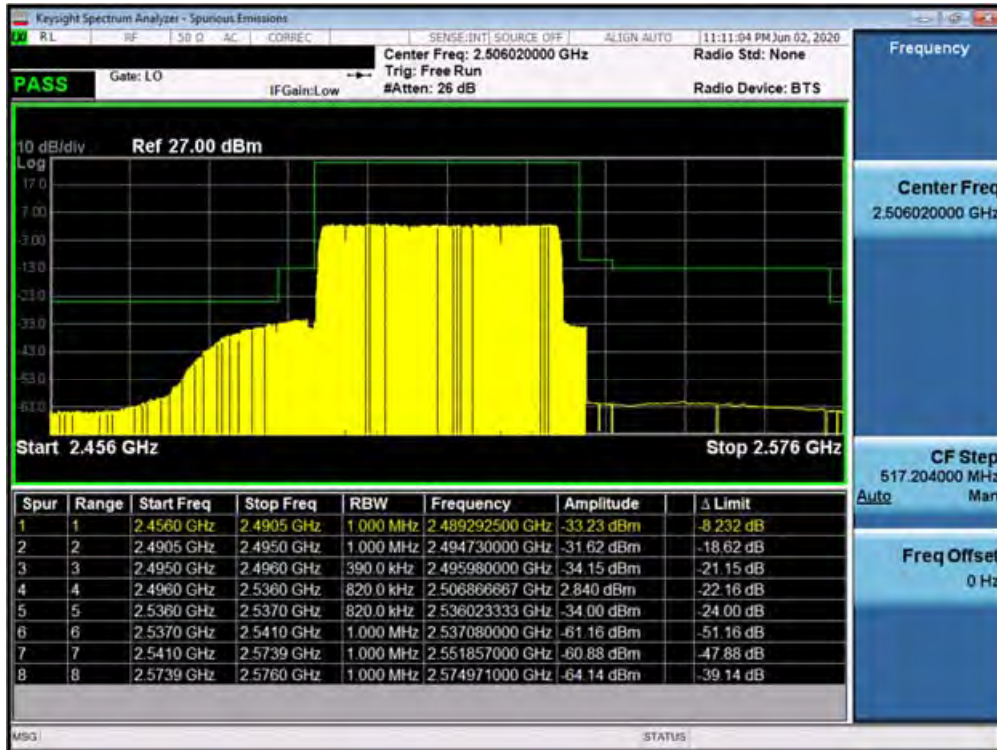 Keysight Spectrum Analyzer - Spurious Emissions
RL RF 50 Ω AC CORREC SENSE:INT SOURCE OFF ALIGN AUTO 11:11:04 PM Jun 02, 2020
Center Freq: 2.506020000 GHz Radio Std: None
Gate: LO Trig: Free Run
PASS IFGain:Low #Atten: 26 dB Radio Device: BTS
10 dB/div Ref 27.00 dBm
Log
17.0
7.00
-3.00
-13.0
-23.0
-33.0
-43.0
-53.0
-63.0
Start 2.456 GHz Stop 2.576 GHz
Spur Range Start Freq Stop Freq RBW Frequency Amplitude Δ Limit
1 1 2.4560 GHz 2.4905 GHz 1.000 MHz 2.489292500 GHz -33.23 dBm -8.232 dB
2 2 2.4905 GHz 2.4950 GHz 1.000 MHz 2.494730000 GHz -31.62 dBm -18.62 dB
3 3 2.4950 GHz 2.4960 GHz 390.0 kHz 2.495980000 GHz -34.15 dBm -21.15 dB
4 4 2.4960 GHz 2.5360 GHz 820.0 kHz 2.506866667 GHz 2.840 dBm -22.16 dB
5 5 2.5360 GHz 2.5370 GHz 820.0 kHz 2.536023333 GHz -34.00 dBm -24.00 dB
6 6 2.5370 GHz 2.5410 GHz 1.000 MHz 2.537080000 GHz -61.16 dBm -51.16 dB
7 7 2.5410 GHz 2.5739 GHz 1.000 MHz 2.551857000 GHz -60.88 dBm -47.88 dB
8 8 2.5739 GHz 2.5760 GHz 1.000 MHz 2.574971000 GHz -64.14 dBm -39.14 dB
MSG STATUS
Frequency
Center Freq
2.506020000 GHz
CF Step
517.204000 MHz
Auto Man
Freq Offset
0 Hz